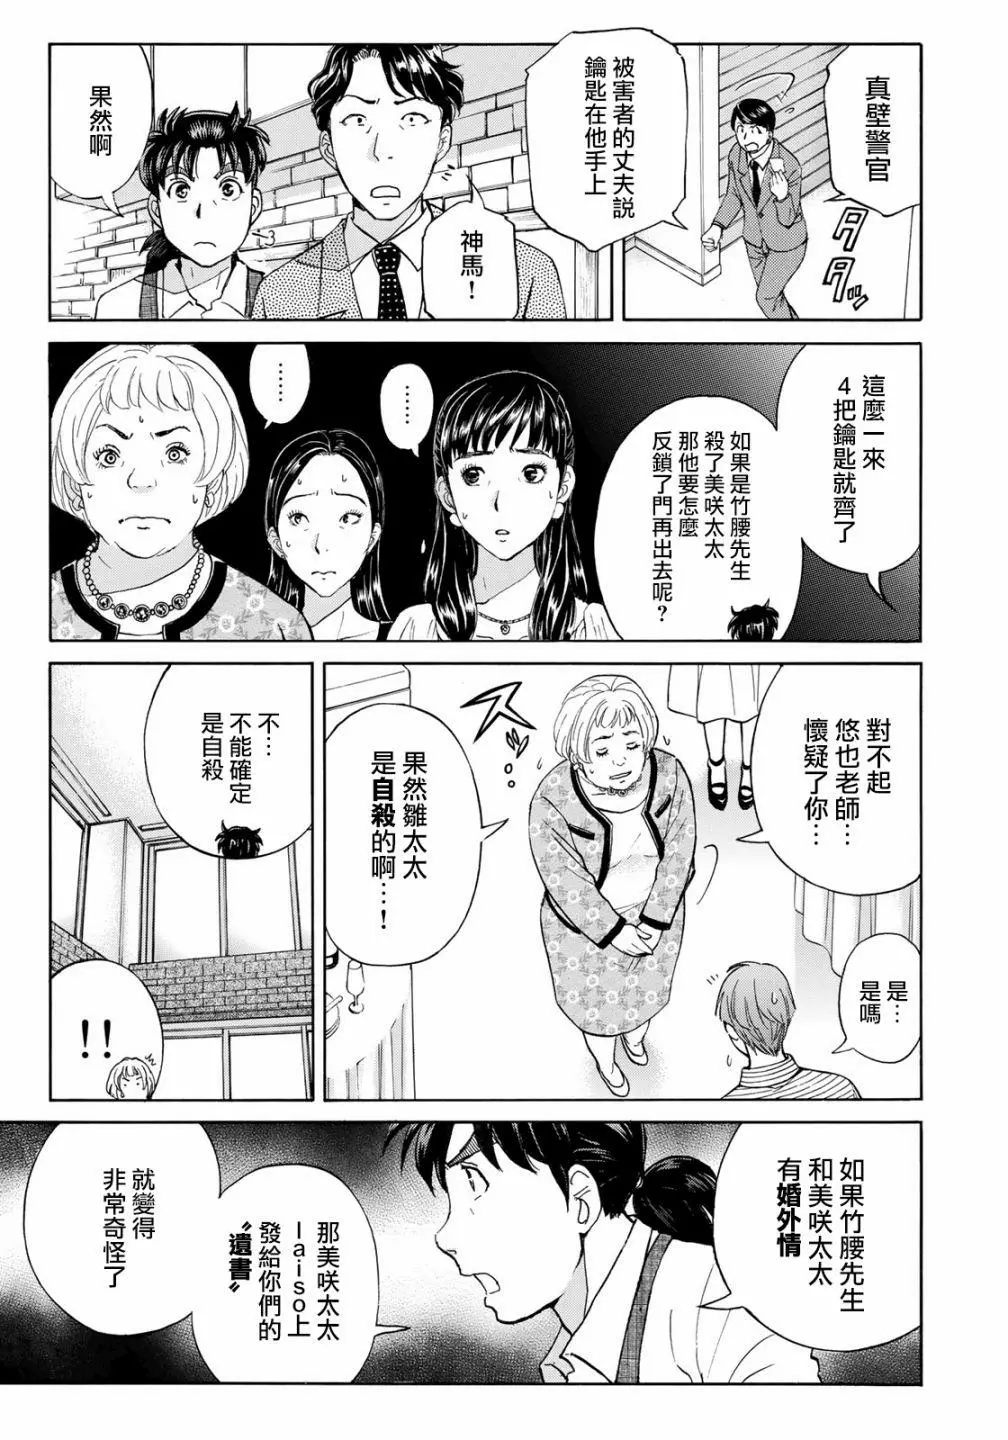 真壁警官
被害者的丈夫說
鑰匙在他手上
神馬！
果然啊
タタタッ
這麼一來
4把鑰匙就齊了
如果是竹腰先生
殺了美咲太太
那他要怎麼
反鎖了門再出去呢？
……
……
對不起
悠也老師…
懷疑了你…
是…
是嗎
ス
果然雛太太
是自殺的啊…！
不…
不能確定
是自殺
！！
如果竹腰先生
和美咲太太
有婚外情
那美咲太太
laiso上
發給你們的
〝遺書〞
就變得
非常奇怪了